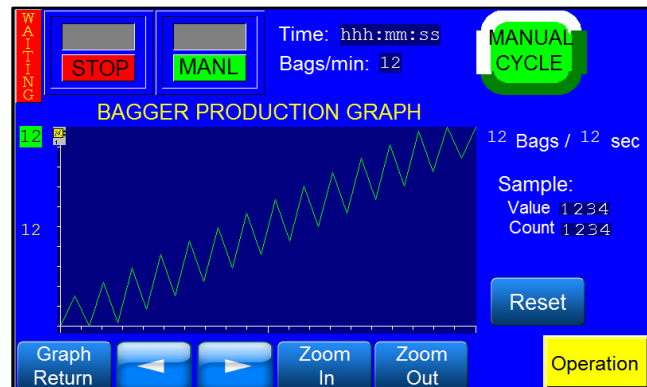 WAITING
STOP
MANL
Time: hhh:mm:ss
Bags/min: 12
MANUAL
CYCLE
BAGGER PRODUCTION GRAPH
12
12
12 Bags / 12 sec
Sample:
Value 1234
Count 1234
Reset
Graph
Return
Zoom
In
Zoom
Out
Operation